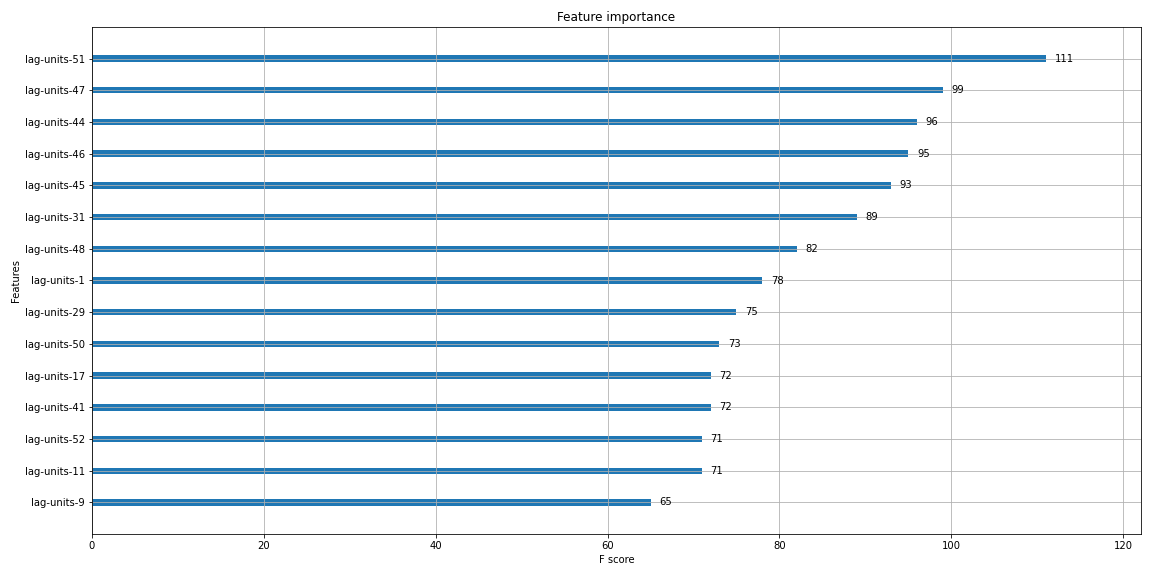 Feature importance
lag-units-51 111
lag-units-47 99
lag-units-44 96
lag-units-46 95
lag-units-45 93
lag-units-31 89
lag-units-48 82
lag-units-1 78
lag-units-29 75
lag-units-50 73
lag-units-17 72
lag-units-41 72
lag-units-52 71
lag-units-11 71
lag-units-9 65
Features
0 20 40 60 80 100 120
F score